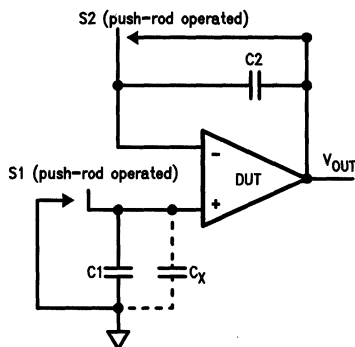 S2 (push-rod operated)
C2
S1 (push-rod operated)
-
DUT
+
VOUT
C1
CX